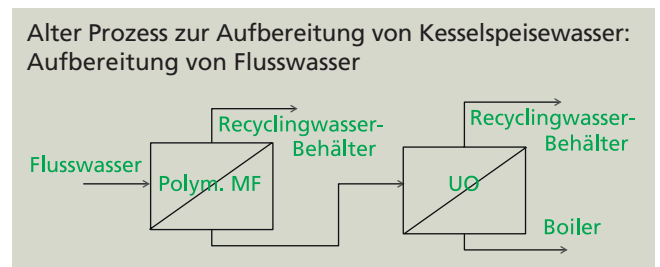 Alter Prozess zur Aufbereitung von Kesselspeisewasser:
Aufbereitung von Flusswasser
Recyclingwasser-
Behälter
Recyclingwasser-
Behälter
Flusswasser
Polym. MF
UO
Boiler